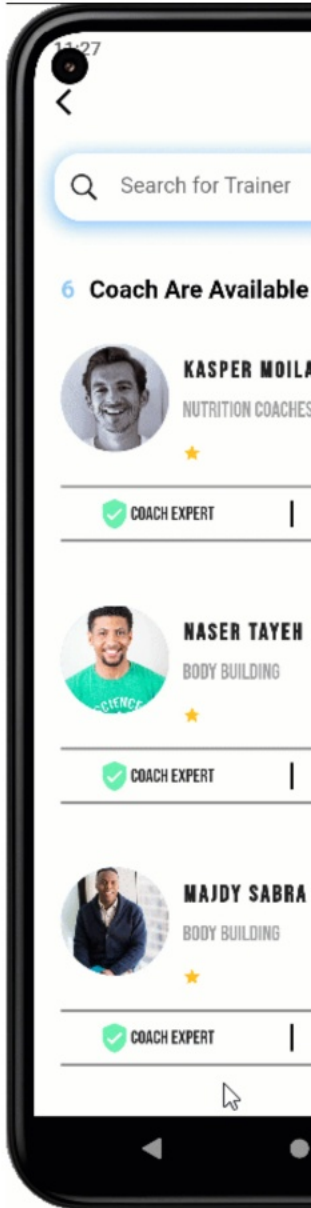 11:27
Search for Trainer
6 Coach Are Available
KASPER MOILA
NUTRITION COACHES
COACH EXPERT
NASER TAYEH
BODY BUILDING
SCIENCE
COACH EXPERT
MAJDY SABRA
BODY BUILDING
COACH EXPERT